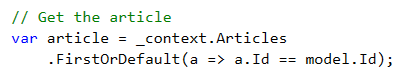 // Get the article
var article = _context.Articles
    .FirstOrDefault(a => a.Id == model.Id);